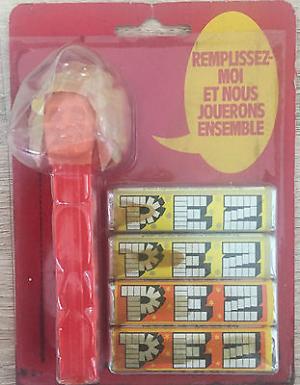 REMPLISSEZ-
MOI
ET NOUS
JOUERONS
ENSEMBLE
PEZ
PEZ
PEZ
PEZ